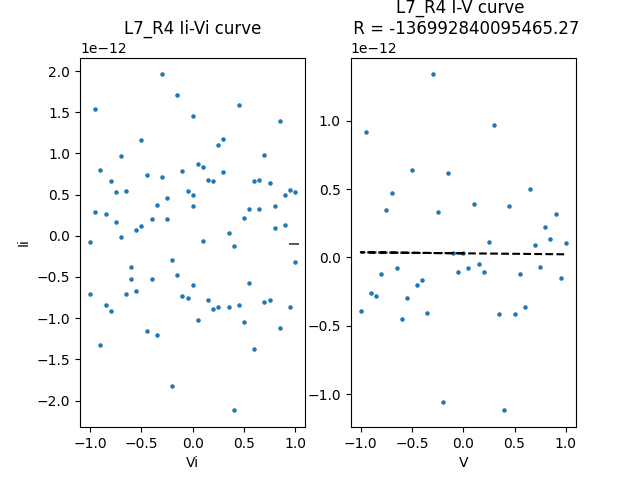 L7_R4 Ii-Vi curve
1e−12
2.0
1.5
1.0
0.5
0.0
−0.5
−1.0
−1.5
−2.0
Ii
−1.0 −0.5 0.0 0.5 1.0
Vi
L7_R4 I-V curve
R = -136992840095465.27
1e−12
1.0
0.5
0.0
−0.5
−1.0
I
−1.0 −0.5 0.0 0.5 1.0
V